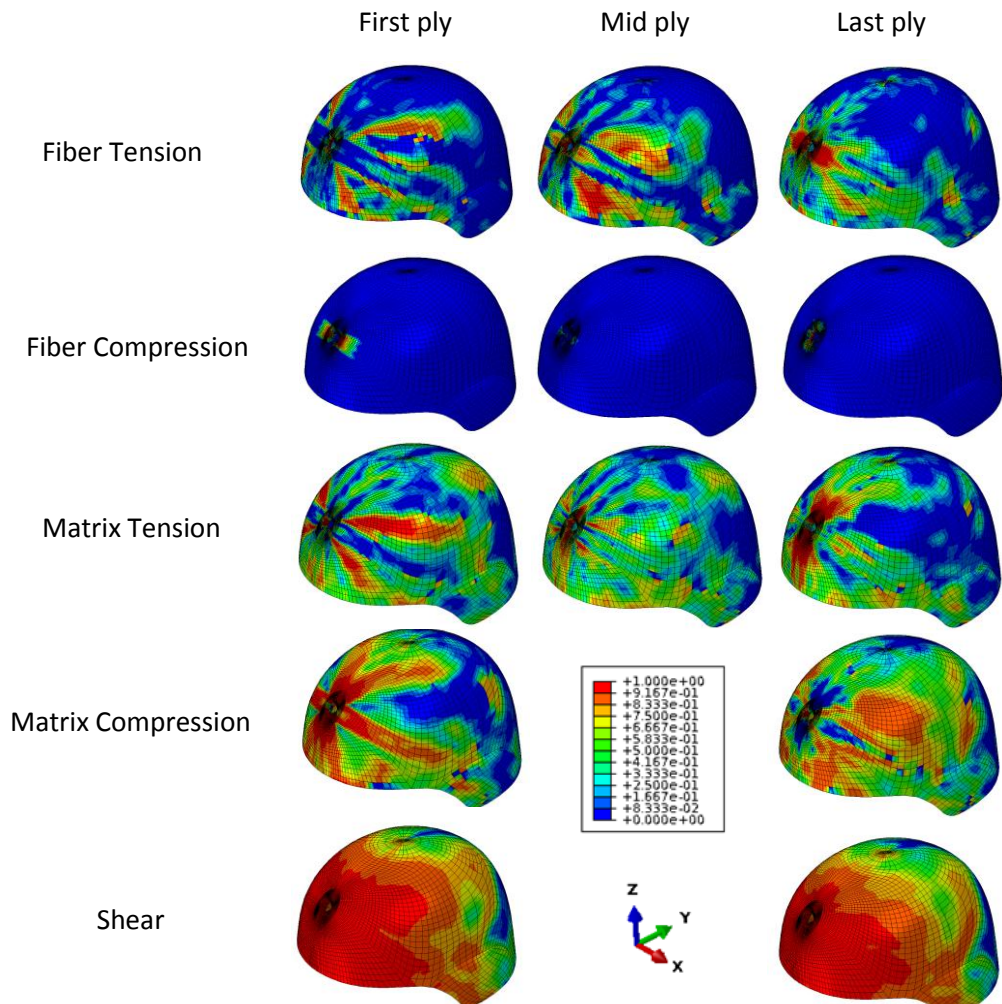 First ply Mid ply Last ply
Fiber Tension
Fiber Compression
Matrix Tension
Matrix Compression
+1.000e+00
+9.167e-01
+8.333e-01
+7.500e-01
+6.667e-01
+5.833e-01
+5.000e-01
+4.167e-01
+3.333e-01
+2.500e-01
+1.667e-01
+8.333e-02
+0.000e+00
Shear
Z
Y
X